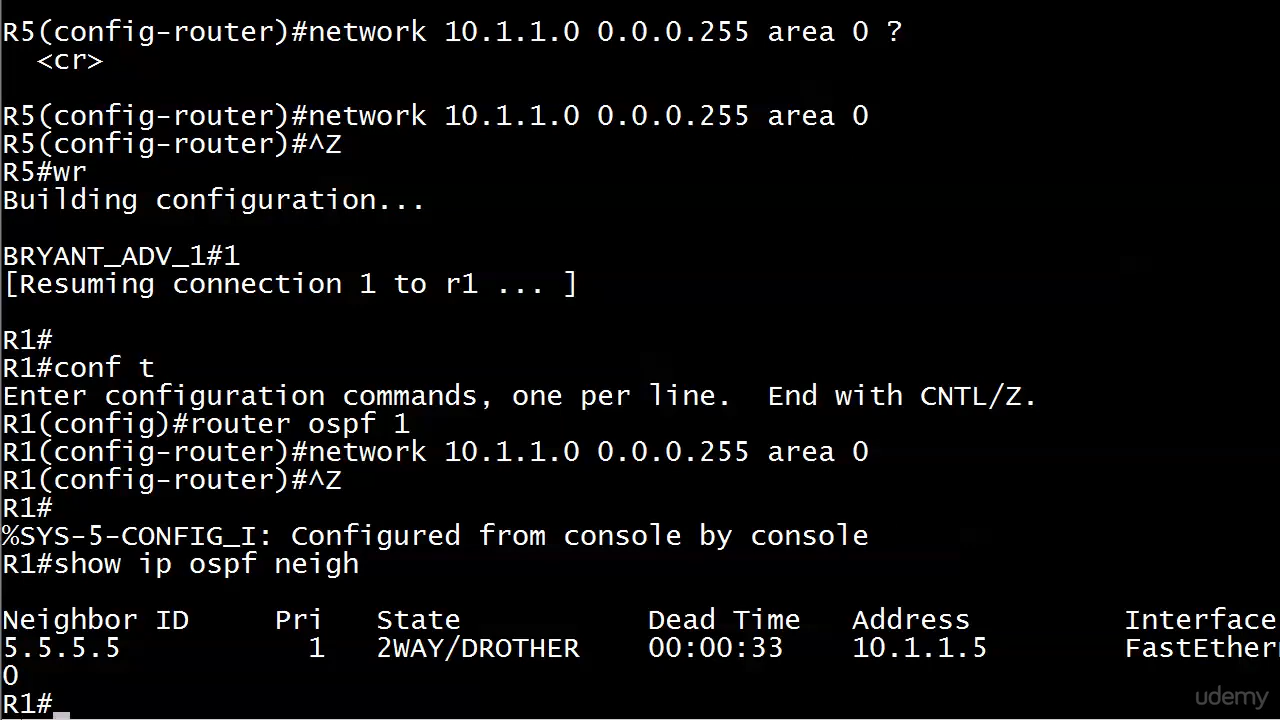 R5(config-router)#network 10.1.1.0 0.0.0.255 area 0 ?
<cr>
R5(config-router)#network 10.1.1.0 0.0.0.255 area 0
R5(config-router)#^Z
R5#wr
Building configuration...
BRYANT_ADV_1#1
[Resuming connection 1 to r1 ... ]
R1#
R1#conf t
Enter configuration commands, one per line.  End with CNTL/Z.
R1(config)#router ospf 1
R1(config-router)#network 10.1.1.0 0.0.0.255 area 0
R1(config-router)#^Z
R1#
%SYS-5-CONFIG_I: Configured from console by console
R1#show ip ospf neigh
Neighbor ID     Pri   State           Dead Time   Address         Interface
5.5.5.5           1   2WAY/DROTHER    00:00:33    10.1.1.5        FastEther
0
R1#
udemy